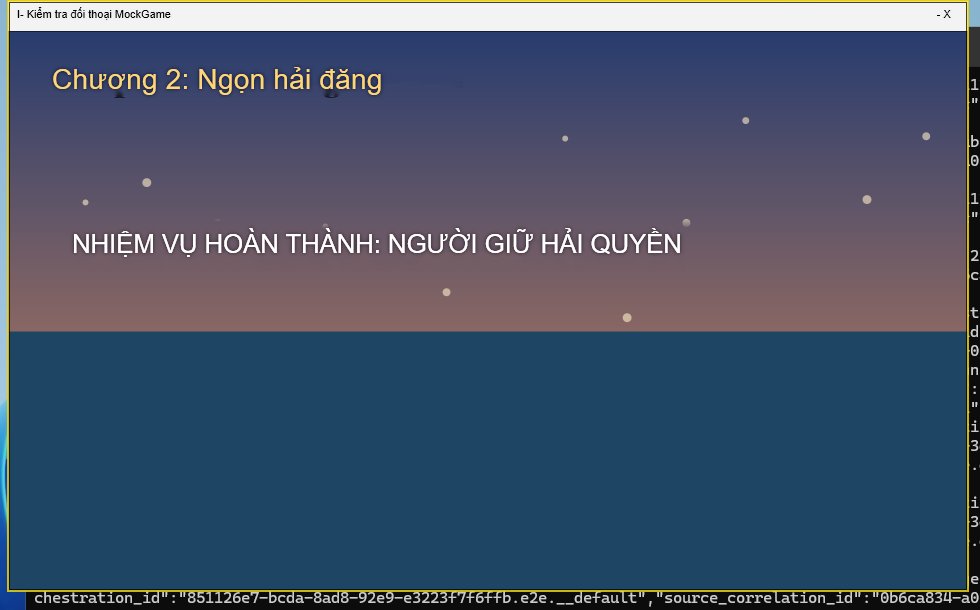 I- Kiểm tra đối thoại MockGame
- X
Chương 2: Ngọn hải đăng
NHIỆM VỤ HOÀN THÀNH: NGƯỜI GIỮ HẢI QUYỀN
chestration_id":"851126e7-bcda-8ad8-92e9-e3223f7f6ffb.e2e.__default","source_correlation_id":"0b6ca834-a